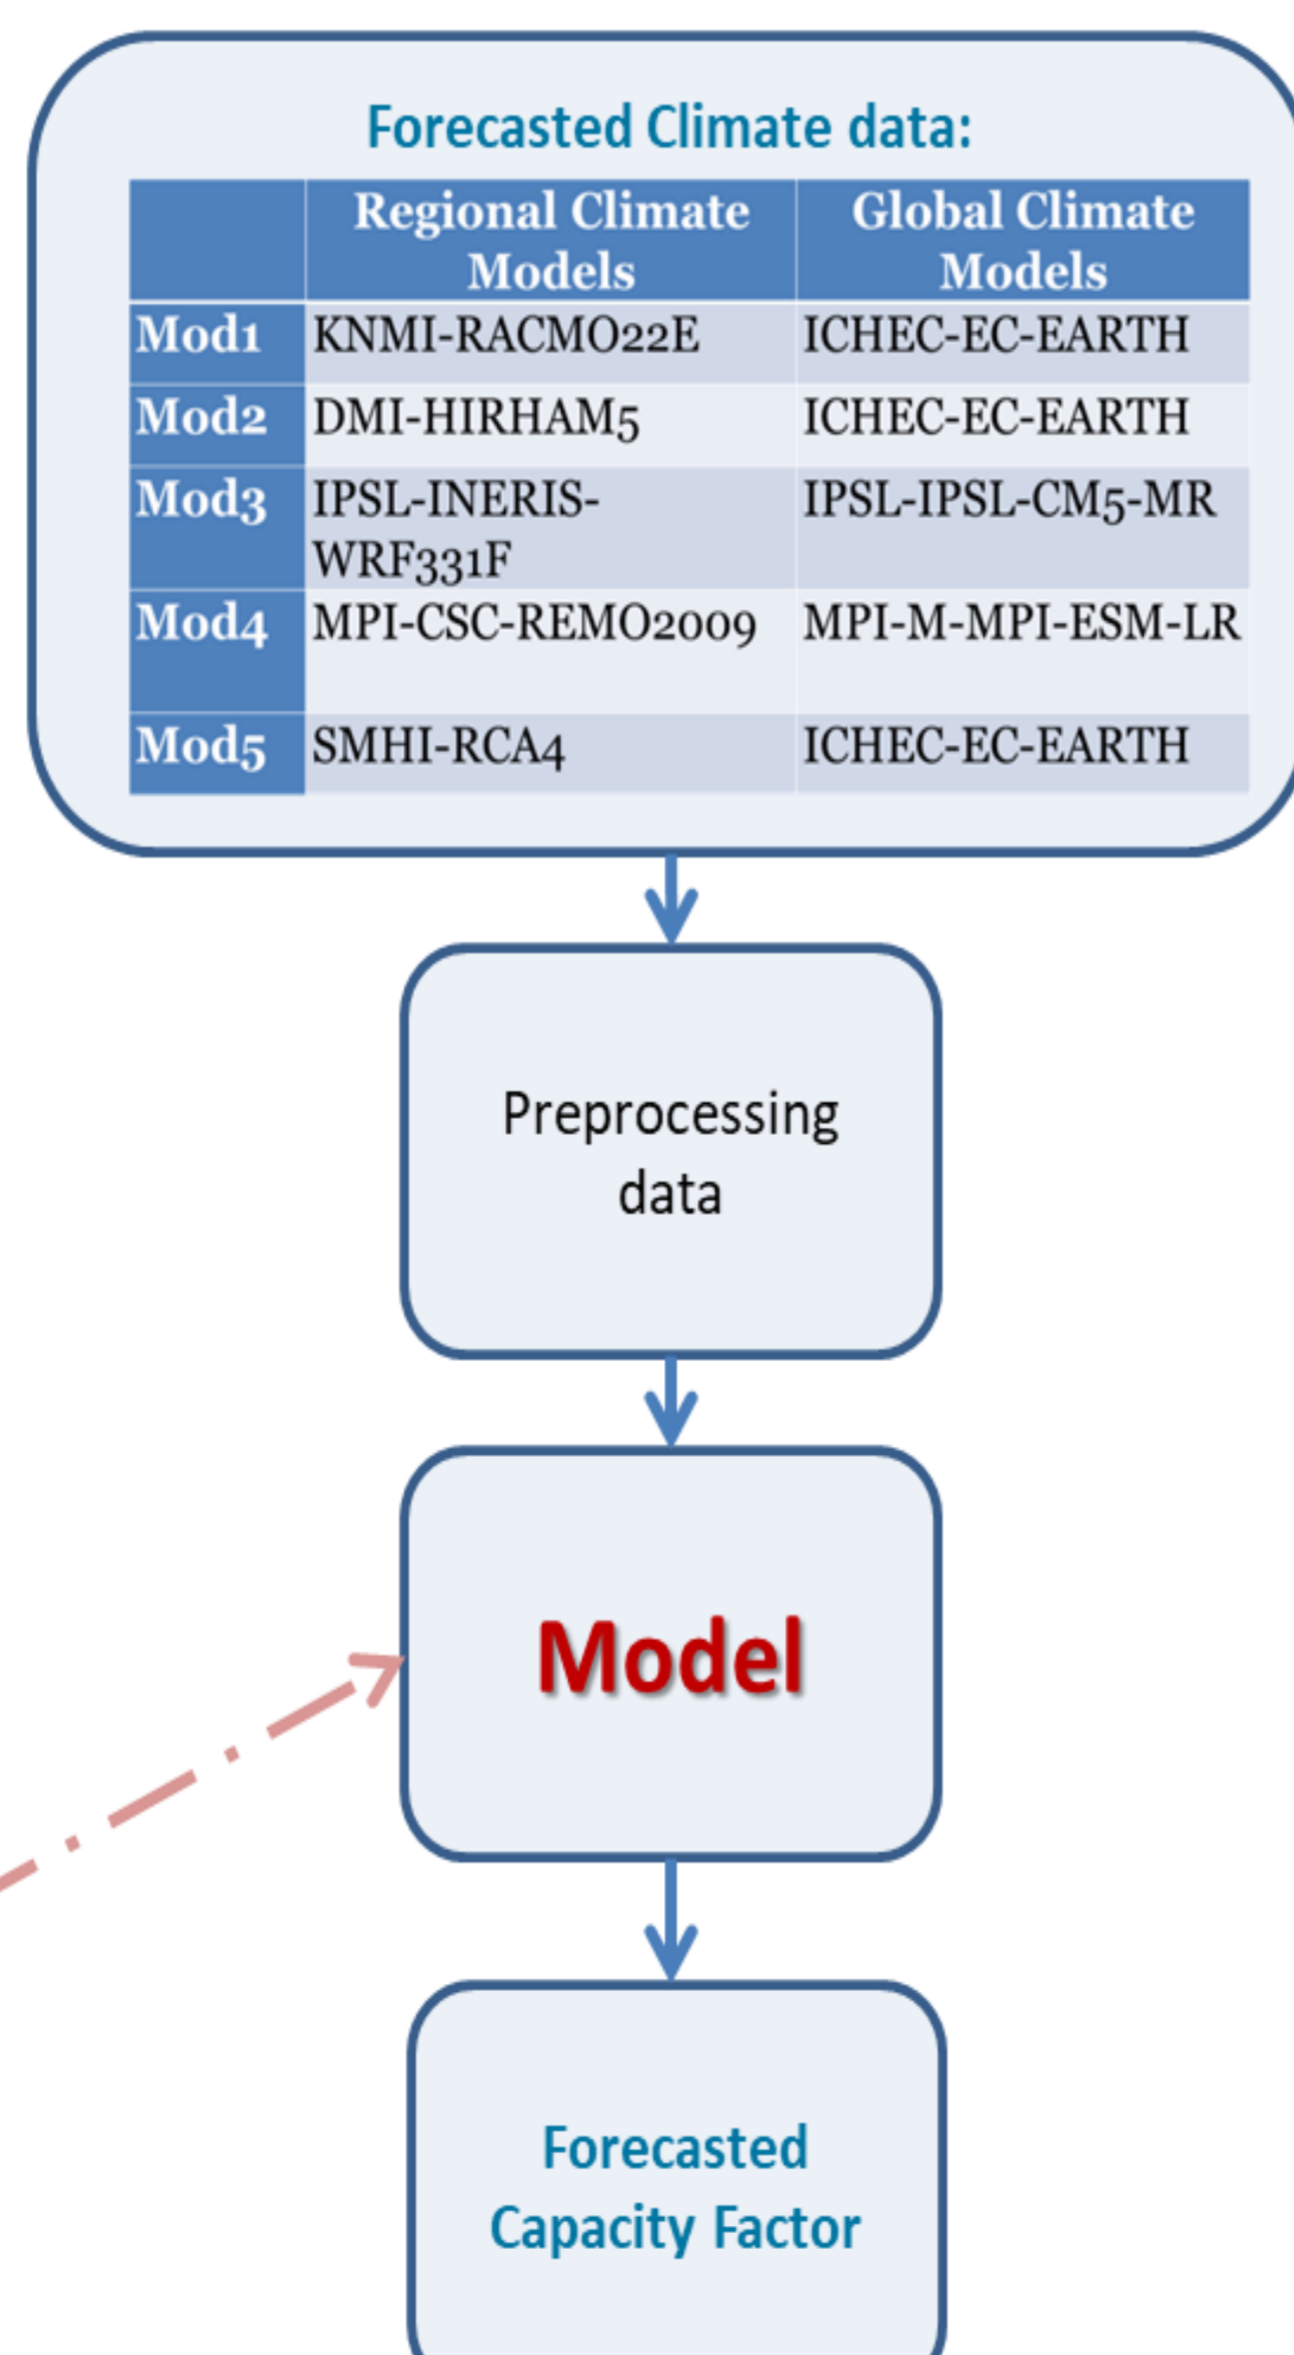 Forecasted Climate data:
Regional Climate Models Global Climate Models
Mod1 KNMI-RACMO22E ICHEC-EC-EARTH
Mod2 DMI-HIRHAM5 ICHEC-EC-EARTH
Mod3 IPSL-INERIS- IPSL-IPSL-CM5-MR
WRF331F
Mod4 MPI-CSC-REMO2009 MPI-M-MPI-ESM-LR
Mod5 SMHI-RCA4 ICHEC-EC-EARTH
Preprocessing
data
Model
Forecasted
Capacity Factor